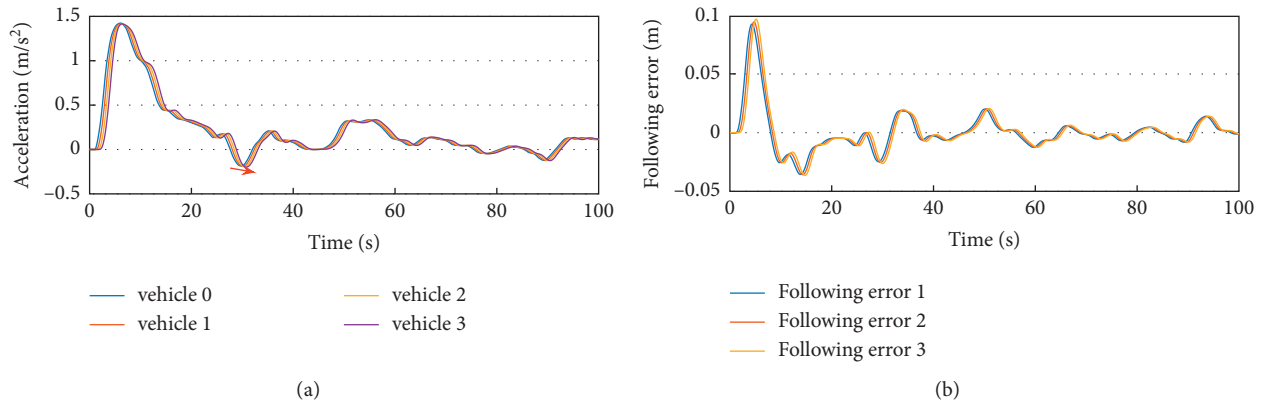 1.5
1
0.5
0
–0.5
Acceleration (m/s²)
0 20 40 60 80 100
Time (s)
vehicle 0
vehicle 1
vehicle 2
vehicle 3
(a)
0.1
0.05
0
–0.05
Following error (m)
0 20 40 60 80 100
Time (s)
Following error 1
Following error 2
Following error 3
(b)